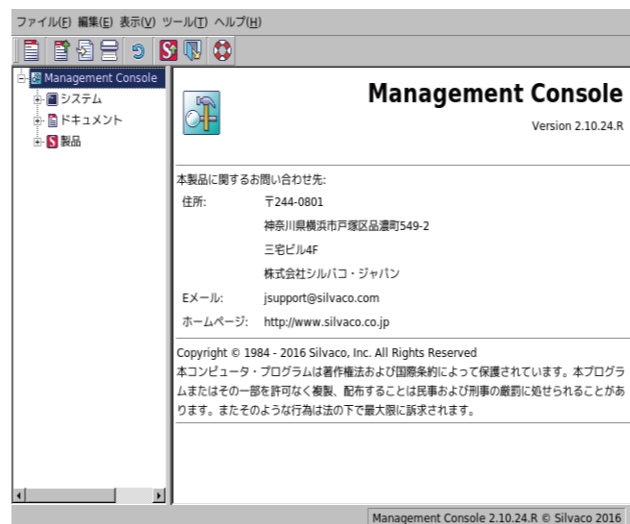 ファイル(F) 編集(E) 表示(V) ツール(T) ヘルプ(H)
Management Console
システム
ドキュメント
製品
Management Console
Version 2.10.24.R
本製品に関するお問い合わせ先:
住所: 〒244-0801
神奈川県横浜市戸塚区品濃町549-2
三宅ビル4F
株式会社シルバコ・ジャパン
Eメール: jsupport@silvaco.com
ホームページ: http://www.silvaco.co.jp
Copyright © 1984 - 2016 Silvaco, Inc. All Rights Reserved
本コンピュータ・プログラムは著作権法および国際条約によって保護されています。本プログラ
ムまたはその一部を許可なく複製、配布することは民事および刑事の厳罰に処せられることがあ
ります。またそのような行為は法の下で最大限に訴求されます。
Management Console 2.10.24.R © Silvaco 2016